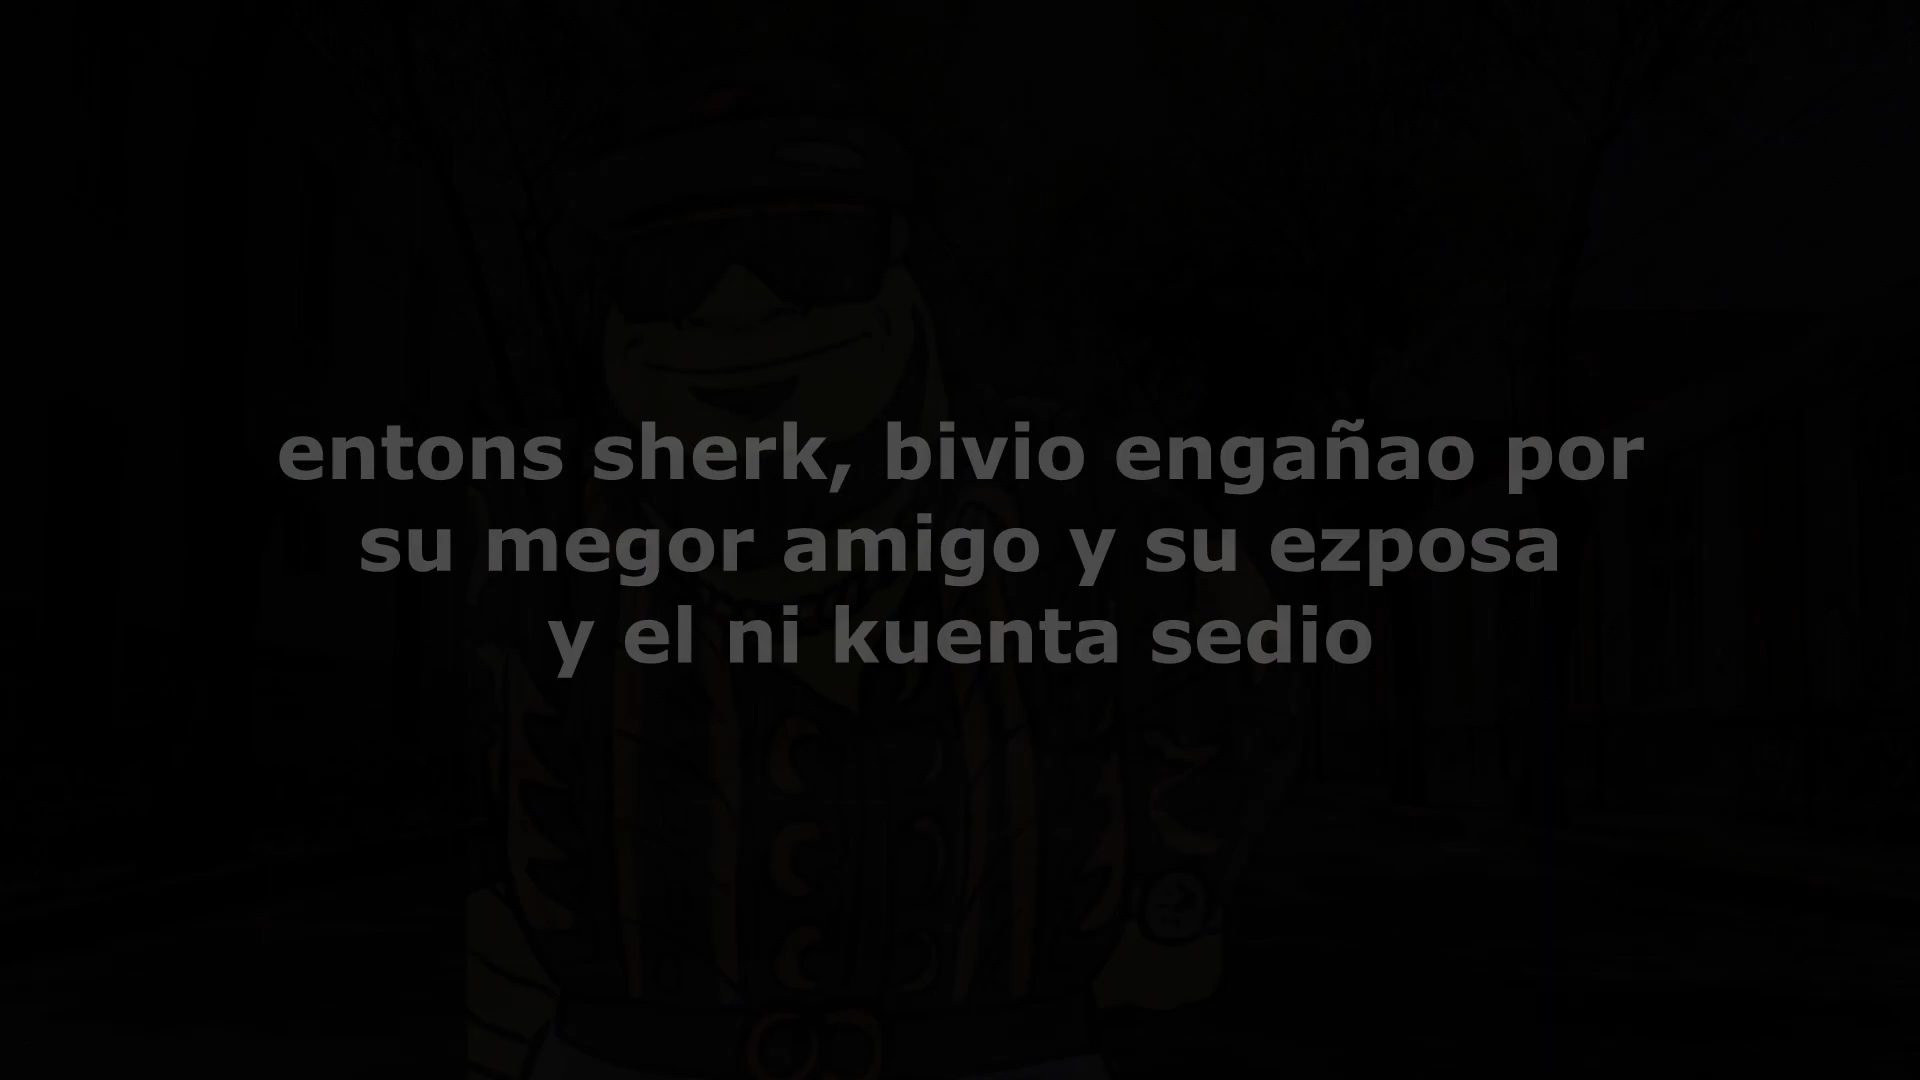 entons sherk, bivio engañao por
su megor amigo y su ezposa
y el ni kuenta sedio